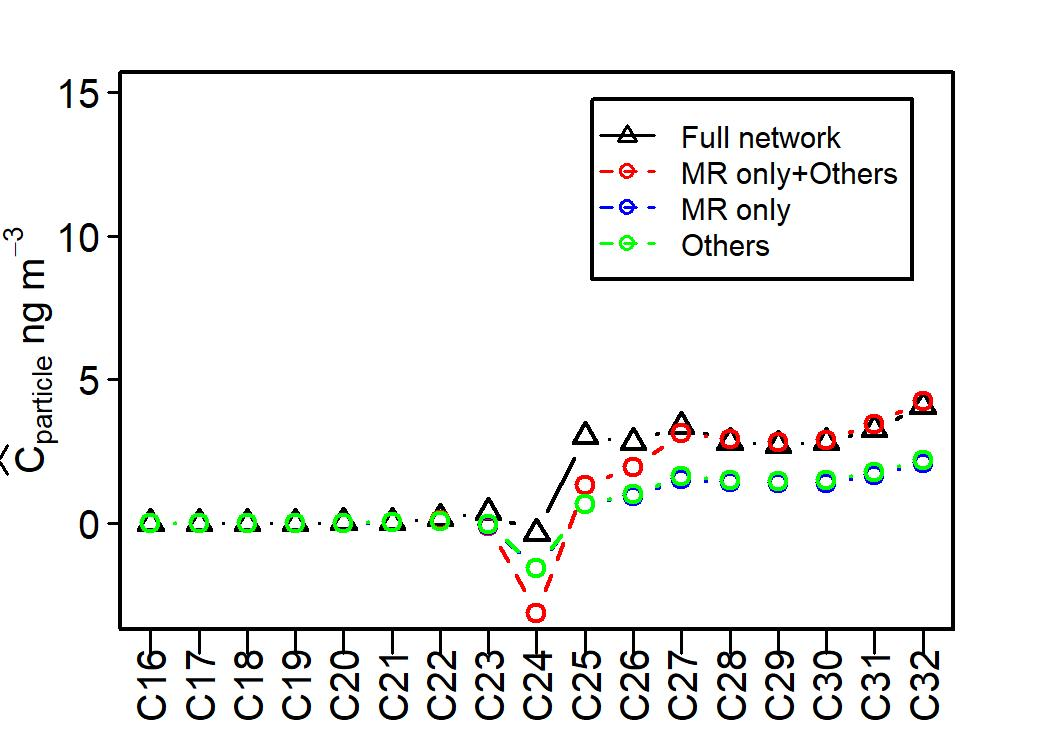 15
10
5
0
C particle ng m⁻³
Full network
MR only+Others
MR only
Others
C16 C17 C18 C19 C20 C21 C22 C23 C24 C25 C26 C27 C28 C29 C30 C31 C32